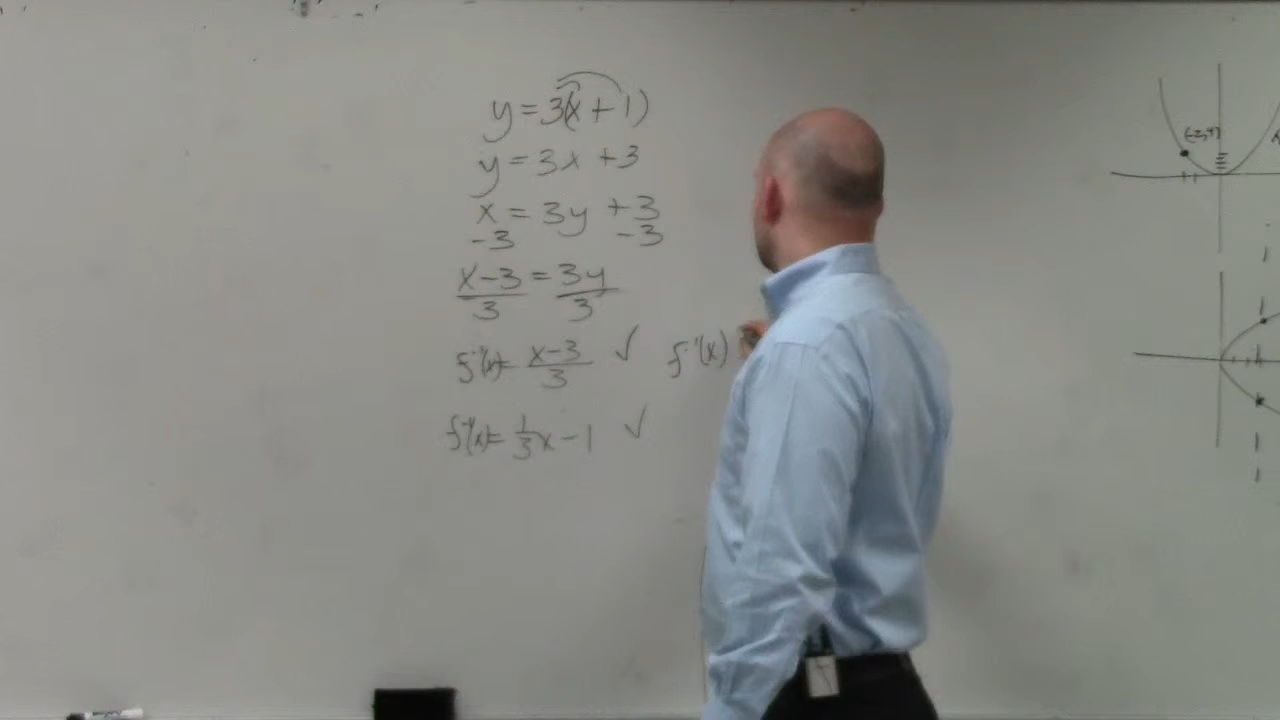 y = 3(x + 1)
y = 3x + 3
x = 3y + 3
-3 -3
x-3 = 3y
3 3
f⁻¹(x) = x-3 ✓ f⁻¹(x)
3
f⁻¹(x) = 1/3 x - 1 ✓
(-2,4)